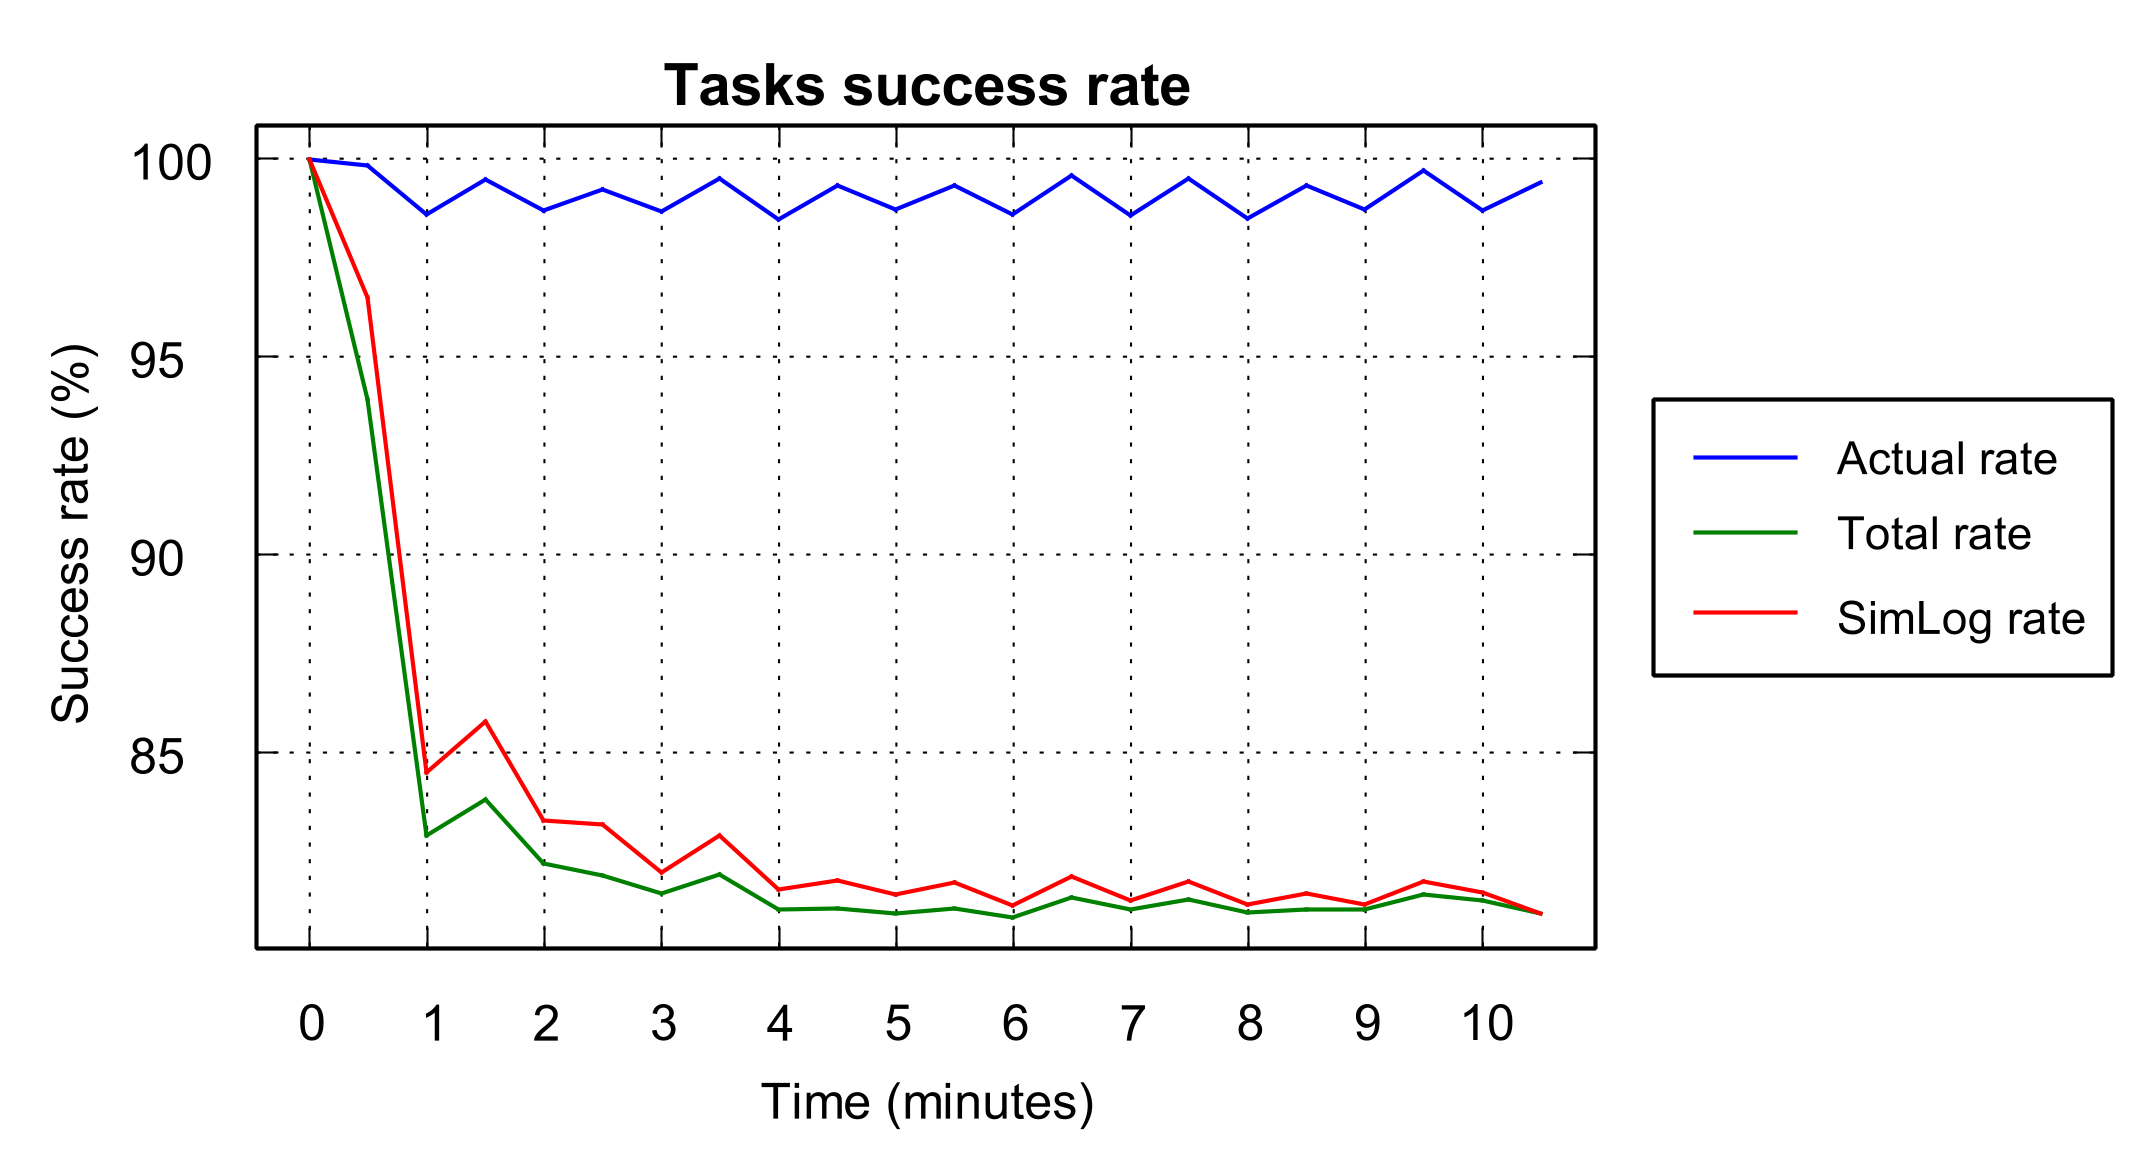 Tasks success rate
100
95
90
85
Success rate (%)
0 1 2 3 4 5 6 7 8 9 10
Time (minutes)
Actual rate
Total rate
SimLog rate